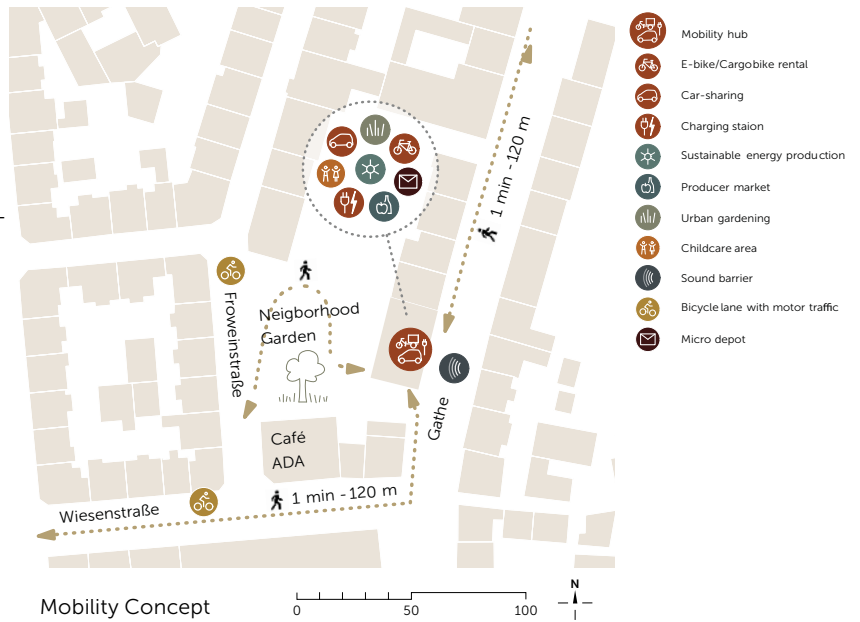 Mobility hub
E-bike/Cargobike rental
Car-sharing
Charging staion
Sustainable energy production
Producer market
Urban gardening
Childcare area
Sound barrier
Bicycle lane with motor traffic
Micro depot
1 min - 120 m
Froweinstraße
Neigborhood
Garden
Gathe
Café
ADA
1 min - 120 m
Wiesenstraße
Mobility Concept
0 50 100
N